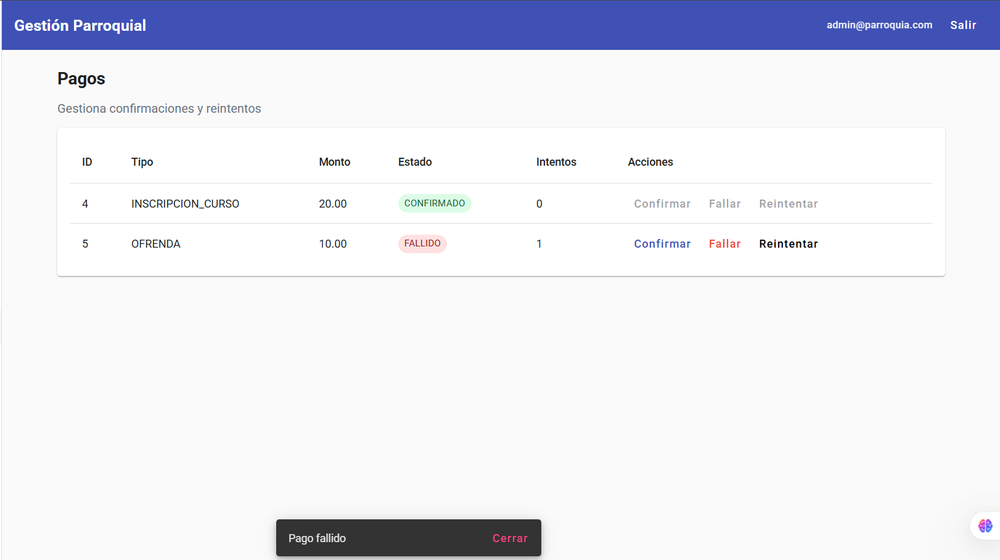 Gestión Parroquial admin@parroquia.com Salir
Pagos
Gestiona confirmaciones y reintentos
ID Tipo Monto Estado Intentos Acciones
4 INSCRIPCION_CURSO 20.00 CONFIRMADO 0 Confirmar Fallar Reintentar
5 OFRENDA 10.00 FALLIDO 1 Confirmar Fallar Reintentar
Pago fallido Cerrar